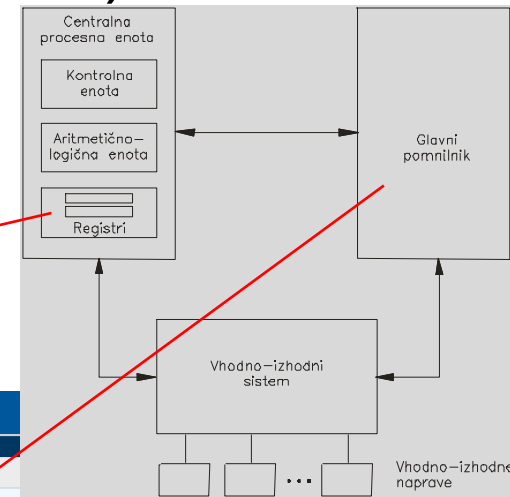 Centralna
procesna enota
Kontrolna
enota
Aritmetično-
logična enota
Registri
Glavni
pomnilnik
Vhodno-izhodni
sistem
...
Vhodno-izhodne
naprave